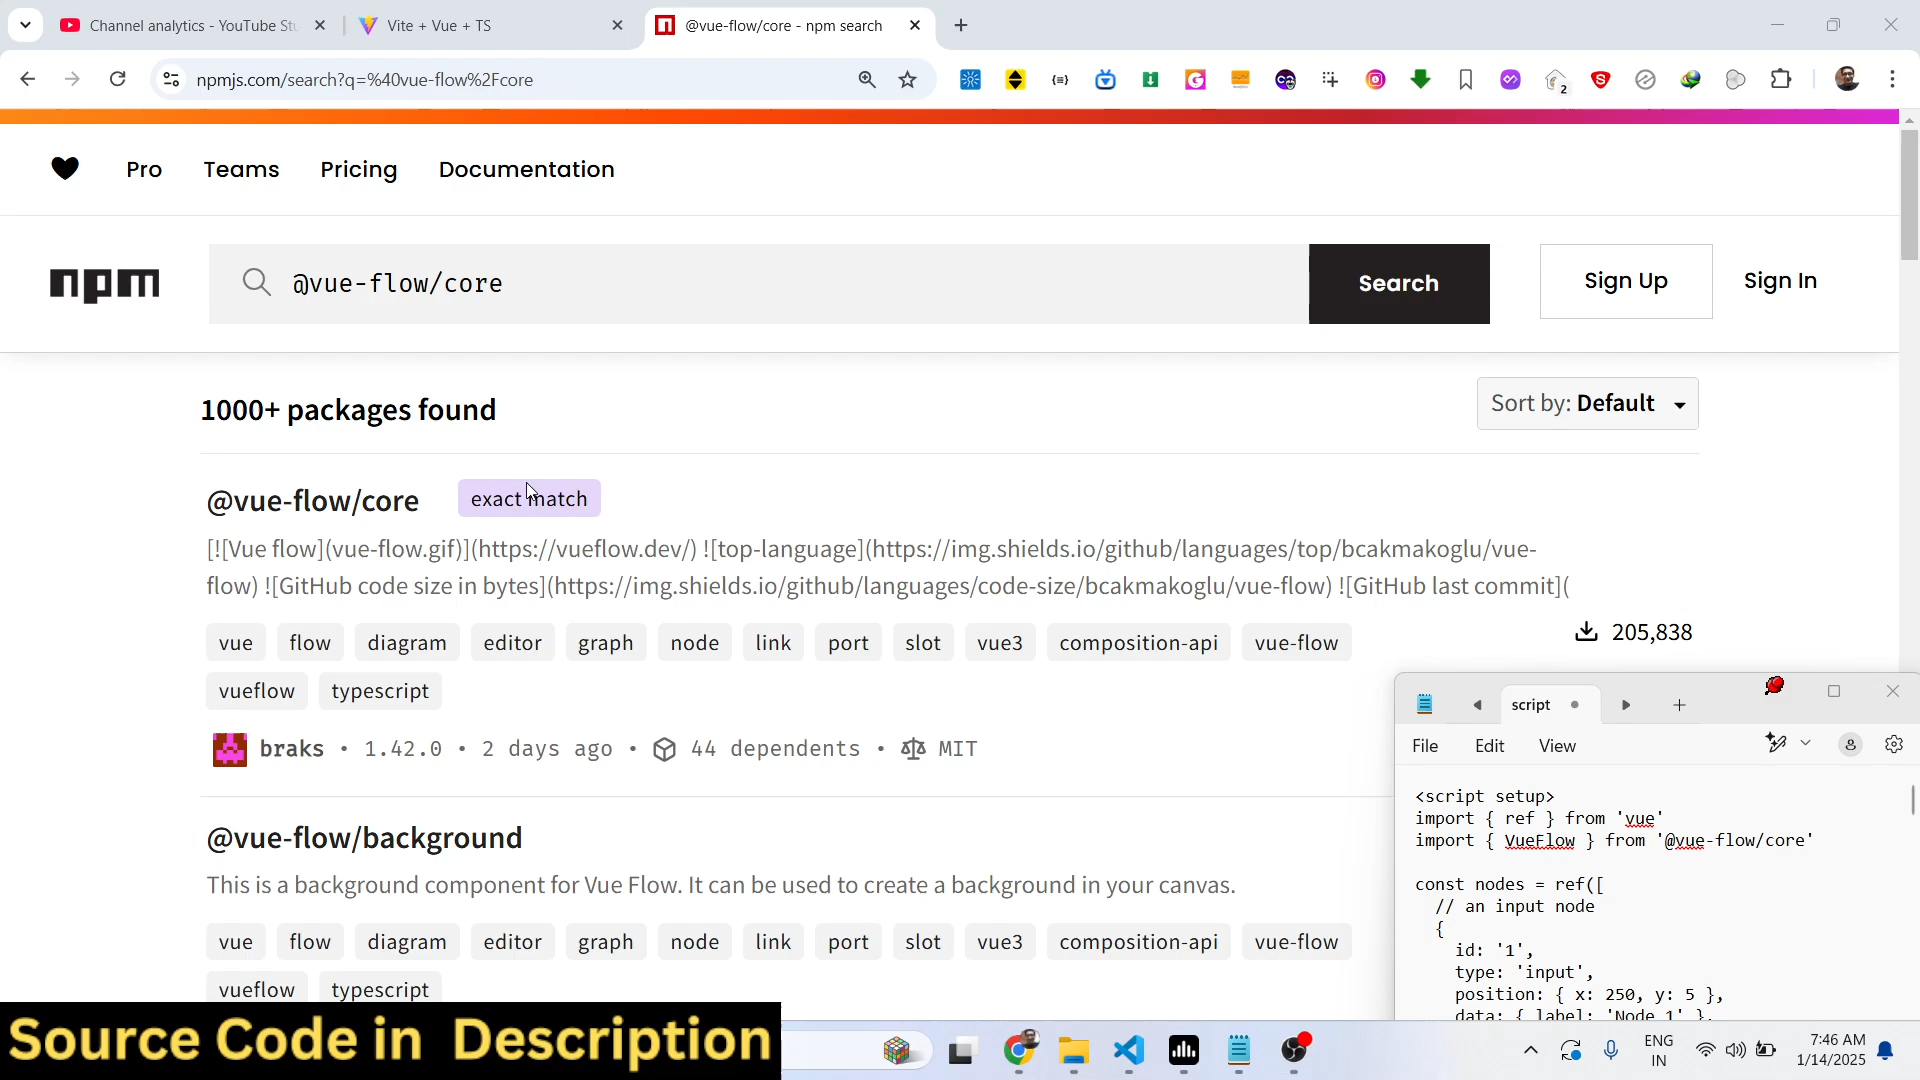 Channel analytics - YouTube Stu
Vite + Vue + TS
@vue-flow/core - npm search
npmjs.com/search?q=%40vue-flow%2Fcore
2
Pro
Teams
Pricing
Documentation
npm
@vue-flow/core
Search
Sign Up
Sign In
1000+ packages found
Sort by: Default
@vue-flow/core
exact match
[![Vue flow](vue-flow.gif)](https://vueflow.dev/) ![top-language](https://img.shields.io/github/languages/top/bcakmakoglu/vue-
flow) ![GitHub code size in bytes](https://img.shields.io/github/languages/code-size/bcakmakoglu/vue-flow) ![GitHub last commit](
vue flow diagram editor graph node link port slot vue3 composition-api vue-flow
205,838
vueflow typescript
braks • 1.42.0 • 2 days ago • 44 dependents • MIT
@vue-flow/background
This is a background component for Vue Flow. It can be used to create a background in your canvas.
vue flow diagram editor graph node link port slot vue3 composition-api vue-flow
vueflow typescript
script
File
Edit
View
<script setup>
import { ref } from 'vue'
import { VueFlow } from '@vue-flow/core'
const nodes = ref([
// an input node
{
id: '1',
type: 'input',
position: { x: 250, y: 5 },
data: { label: 'Node 1' },
Source Code in Description
ENG
IN
7:46 AM
1/14/2025